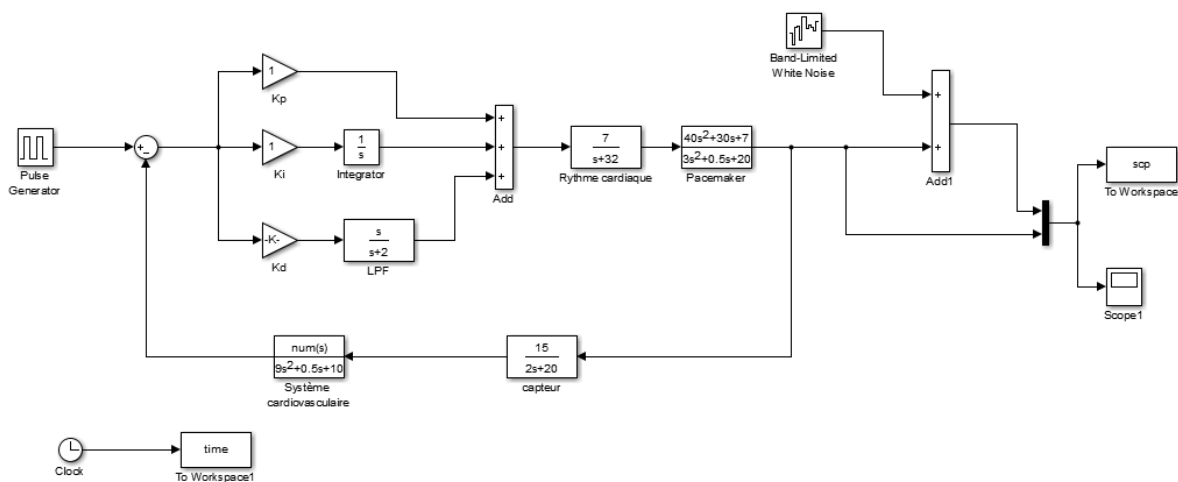 Band-Limited
White Noise
1
Kp
+
+
Pulse
Generator
+
−
1
Ki
1
s
Integrator
+
+
+
Add
7
s+32
Rythme cardiaque
40s²+30s+7
3s²+0.5s+20
Pacemaker
Add1
scp
To Workspace
-K-
Kd
s
s+2
LPF
Scope1
num(s)
9s²+0.5s+10
Système
cardiovasculaire
15
2s+20
capteur
Clock
time
To Workspace1